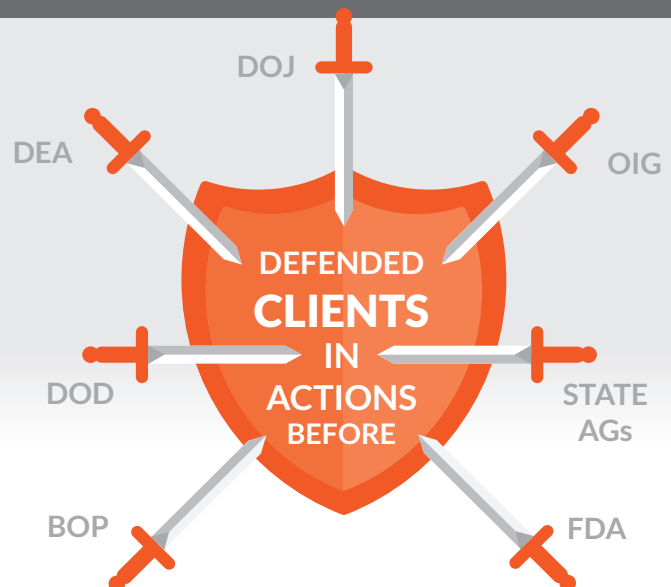 DOJ
DEA
OIG
DEFENDED
CLIENTS
IN
ACTIONS
BEFORE
DOD
STATE
AGs
BOP
FDA